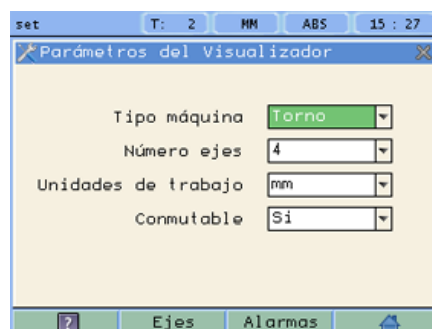 set T: 2 MM ABS 15 : 27
Parámetros del Visualizador
Tipo máquina Torno
Número ejes 4
Unidades de trabajo mm
Conmutable Si
? Ejes Alarmas